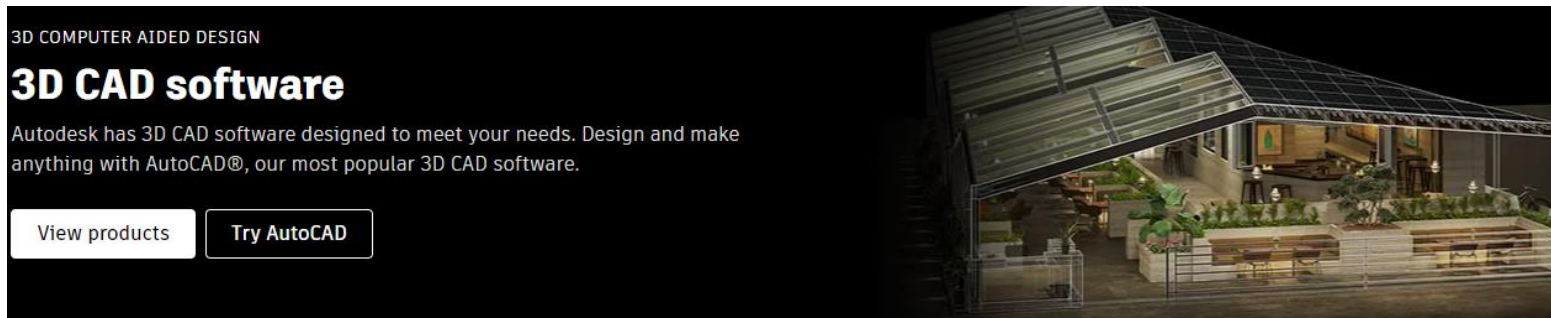 3D COMPUTER AIDED DESIGN
3D CAD software
Autodesk has 3D CAD software designed to meet your needs. Design and make
anything with AutoCAD®, our most popular 3D CAD software.
View products
Try AutoCAD